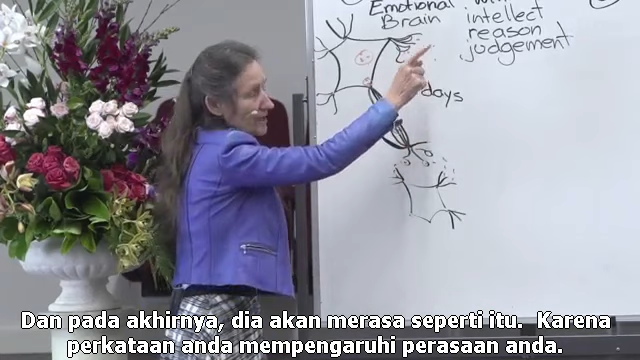 Emotional
Brain
intellect
reason
judgement
days
Dan pada akhirnya, dia akan merasa seperti itu. Karena
perkataan anda mempengaruhi perasaan anda.